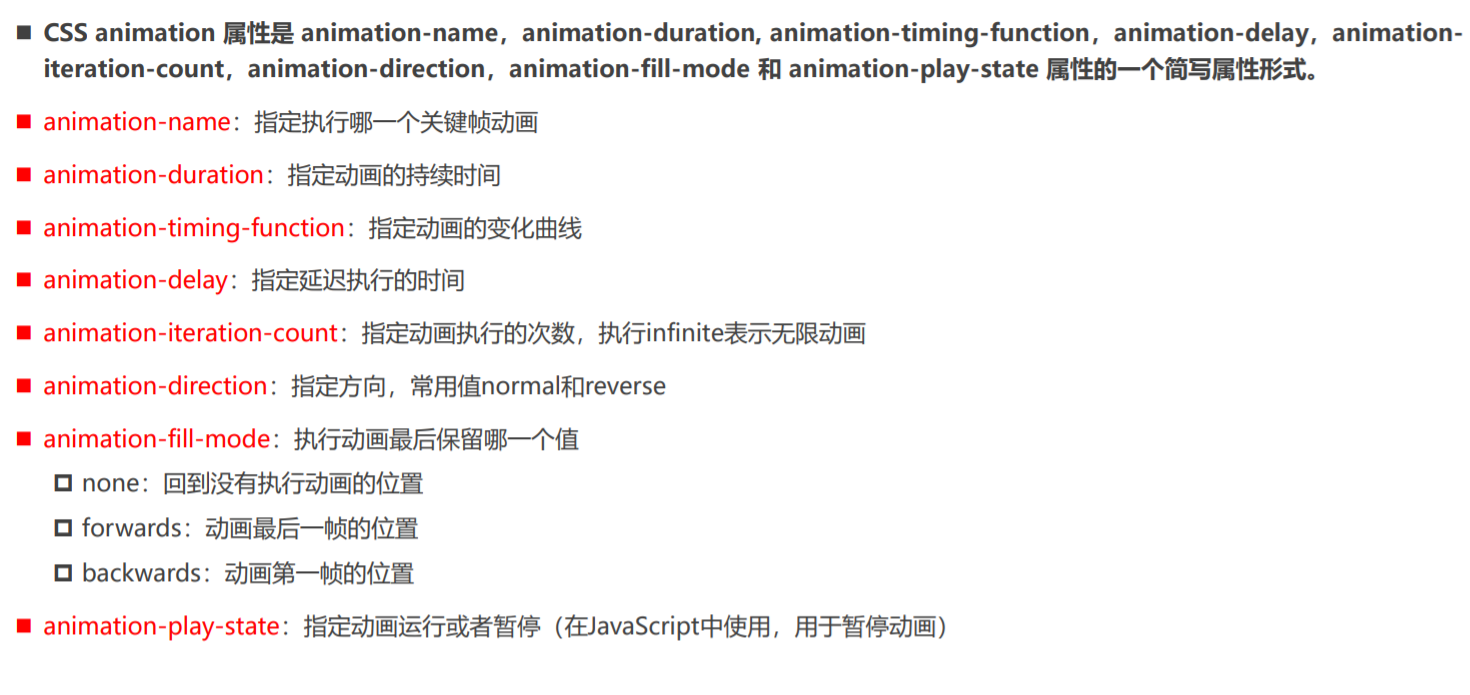 ■ CSS animation 属性是 animation-name，animation-duration, animation-timing-function，animation-delay，animation-
iteration-count，animation-direction，animation-fill-mode 和 animation-play-state 属性的一个简写属性形式。
■ animation-name：指定执行哪一个关键帧动画
■ animation-duration：指定动画的持续时间
■ animation-timing-function：指定动画的变化曲线
■ animation-delay：指定延迟执行的时间
■ animation-iteration-count：指定动画执行的次数，执行infinite表示无限动画
■ animation-direction：指定方向，常用值normal和reverse
■ animation-fill-mode：执行动画最后保留哪一个值
□ none：回到没有执行动画的位置
□ forwards：动画最后一帧的位置
□ backwards：动画第一帧的位置
■ animation-play-state：指定动画运行或者暂停（在JavaScript中使用，用于暂停动画）